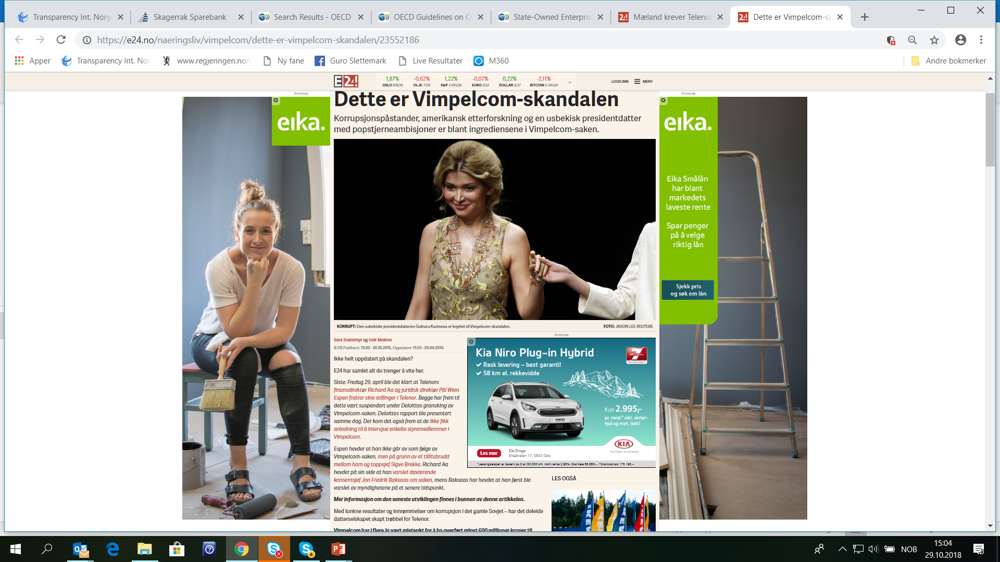 Transparency Int. Norg
Skagerrak Sparebank
Search Results - OECD
OECD Guidelines on Co
State-Owned Enterpris
Mæland krever Telenor
Dette er Vimpelcom-sk
https://e24.no/naeringsliv/vimpelcom/dette-er-vimpelcom-skandalen/23552186
Apper
Transparency Int. Nor
www.regjeringen.no/
Ny fane
Guro Slettemark
Live Resultater
M360
Andre bokmerker
E24!
1,87% -0,62% 1,22% -0,07% 0,22% -2,11%
OSLO 878,93 OLJE 77,19 S&P 2 691,06 EURO 9,52 DOLLAR 8,37 BITCOIN 6 343,01
LOGG INN MENY
Annonse
eika.
Dette er Vimpelcom-skandalen
Korrupsjonspåstander, amerikansk etterforskning og en usbekisk presidentdatter
med popstjerneambisjoner er blant ingrediensene i Vimpelcom-saken.
KORRUPT: Den usbekiske presidentdatteren Gulnara Karimova er knyttet til Vimpelcom-skandalen.
FOTO: JASON LEE REUTERS
Sara Svanemyr og Geir Moines
(E24) Publisert: 13:02 - 30.10.2015, Oppdatert: 11:55 - 29.04.2016
Ikke helt oppdatert på skandalen?
E24 har samlet alt du trenger å vite her.
Siste: Fredag 29. april ble det klart at Telenors
finansdirektør Richard Aa og juridisk direktør Pål Wien
Espen fratrer sine stillinger i Telenor. Begge har frem til
dette vært suspendert under Deloittes gransking av
Vimpelcom-saken. Deloittes rapport ble presentert
samme dag. Der kom det også frem at de ikke fikk
anledning til å intervjue enkelte styremedlemmer i
Vimpelcom.
Espen hevder at han ikke går av som følge av
Vimpelcom-saken, men på grunn av et tillitsbrudd
mellom ham og toppsjef Sigve Brekke. Richard Aa
hevder på sin side at han varslet daværende
konsernsjef Jon Fredrik Baksaas om saken, mens Baksaas har hevdet at han først ble
varslet av myndighetene på et senere tidspunkt.
Mer informasjon om den seneste utviklingen finnes i bunnen av denne artikkelen.
Med lunkne resultater og innrømmelser om korrupsjon i det gamle Sovjet – har det deleide
datterselskapet skapt trøbbel for Telenor.
Vimpelcom har i flere år vært mistenkt for å ha overført minst 600 millioner kroner til
Annonse
Kia Niro Plug-in Hybrid
Rask levering – best garanti!
58 km el. rekkevidde
7
Kun 2.995,-
pr. mnd.* inkl. vinter-
hjul og met. lakk!
niro
KIA
The Power to Surprise
Les mer
Kia Ensjø
Ensjøveien 17, 0655 Oslo
*Leasingbeløpet er basert på 3 år/30.000 km. nom.rente 2,95%. Startleie 65.860,-. Totalkostnad 175.195,-.
LES OGSÅ
Annonse
eika.
Eika Smålån
har blant
markedets
laveste rente
Spar penger
på å velge
riktig lån
Sjekk pris
og søk om lån
4
NOB
15:04
29.10.2018